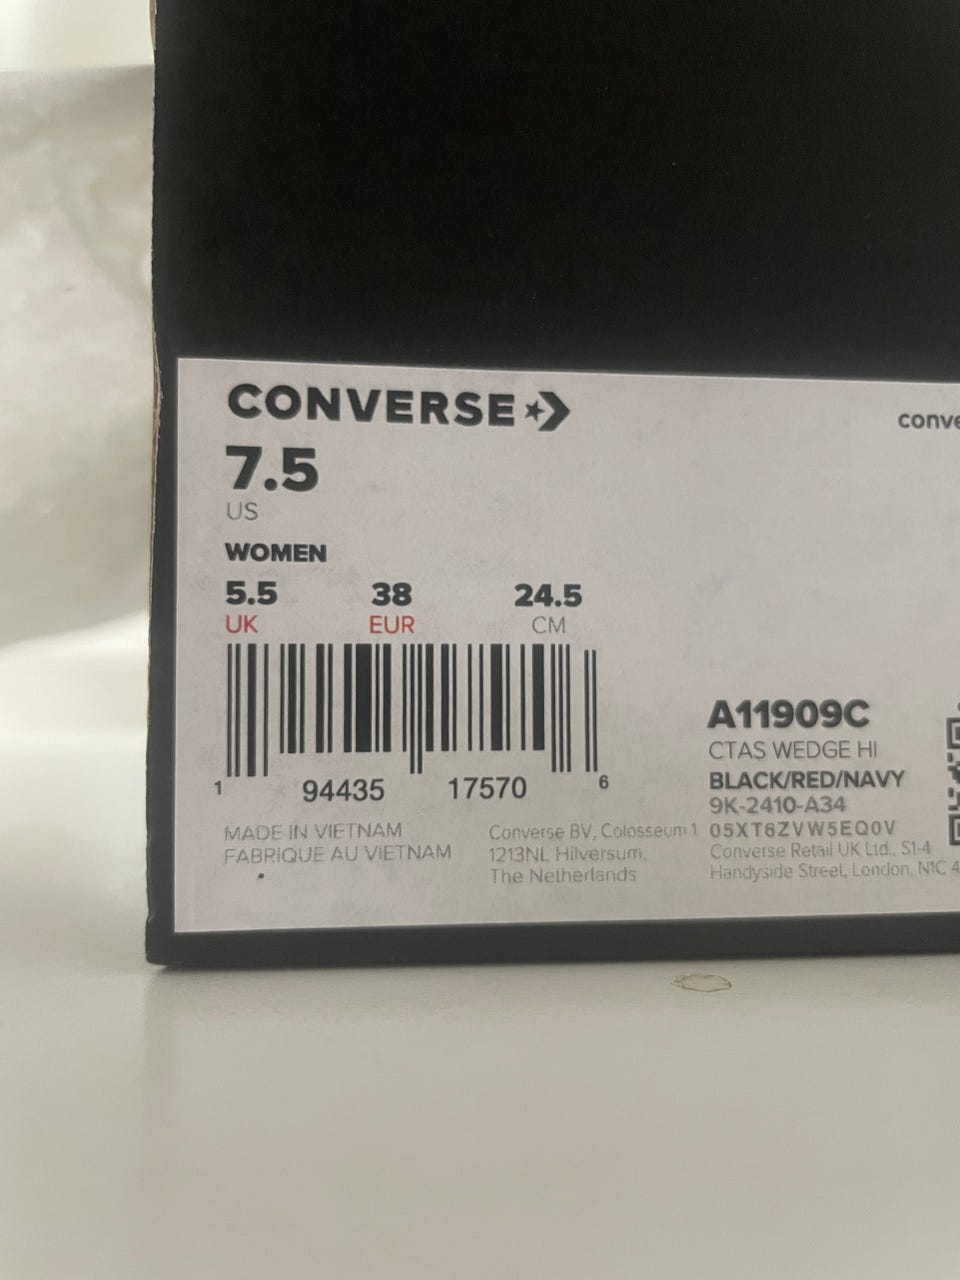 CONVERSE
conve
7.5
US
WOMEN
5.5 38 24.5
UK EUR CM
1 94435 17570 6
MADE IN VIETNAM
FABRIQUE AU VIETNAM
Converse BV, Colosseum 1
1213NL Hilversum,
The Netherlands
A11909C
CTAS WEDGE HI
BLACK/RED/NAVY
9K-2410-A34
05XT6ZVW5EQ0V
Converse Retail UK Ltd., S1-4
Handyside Street, London, N1C 4